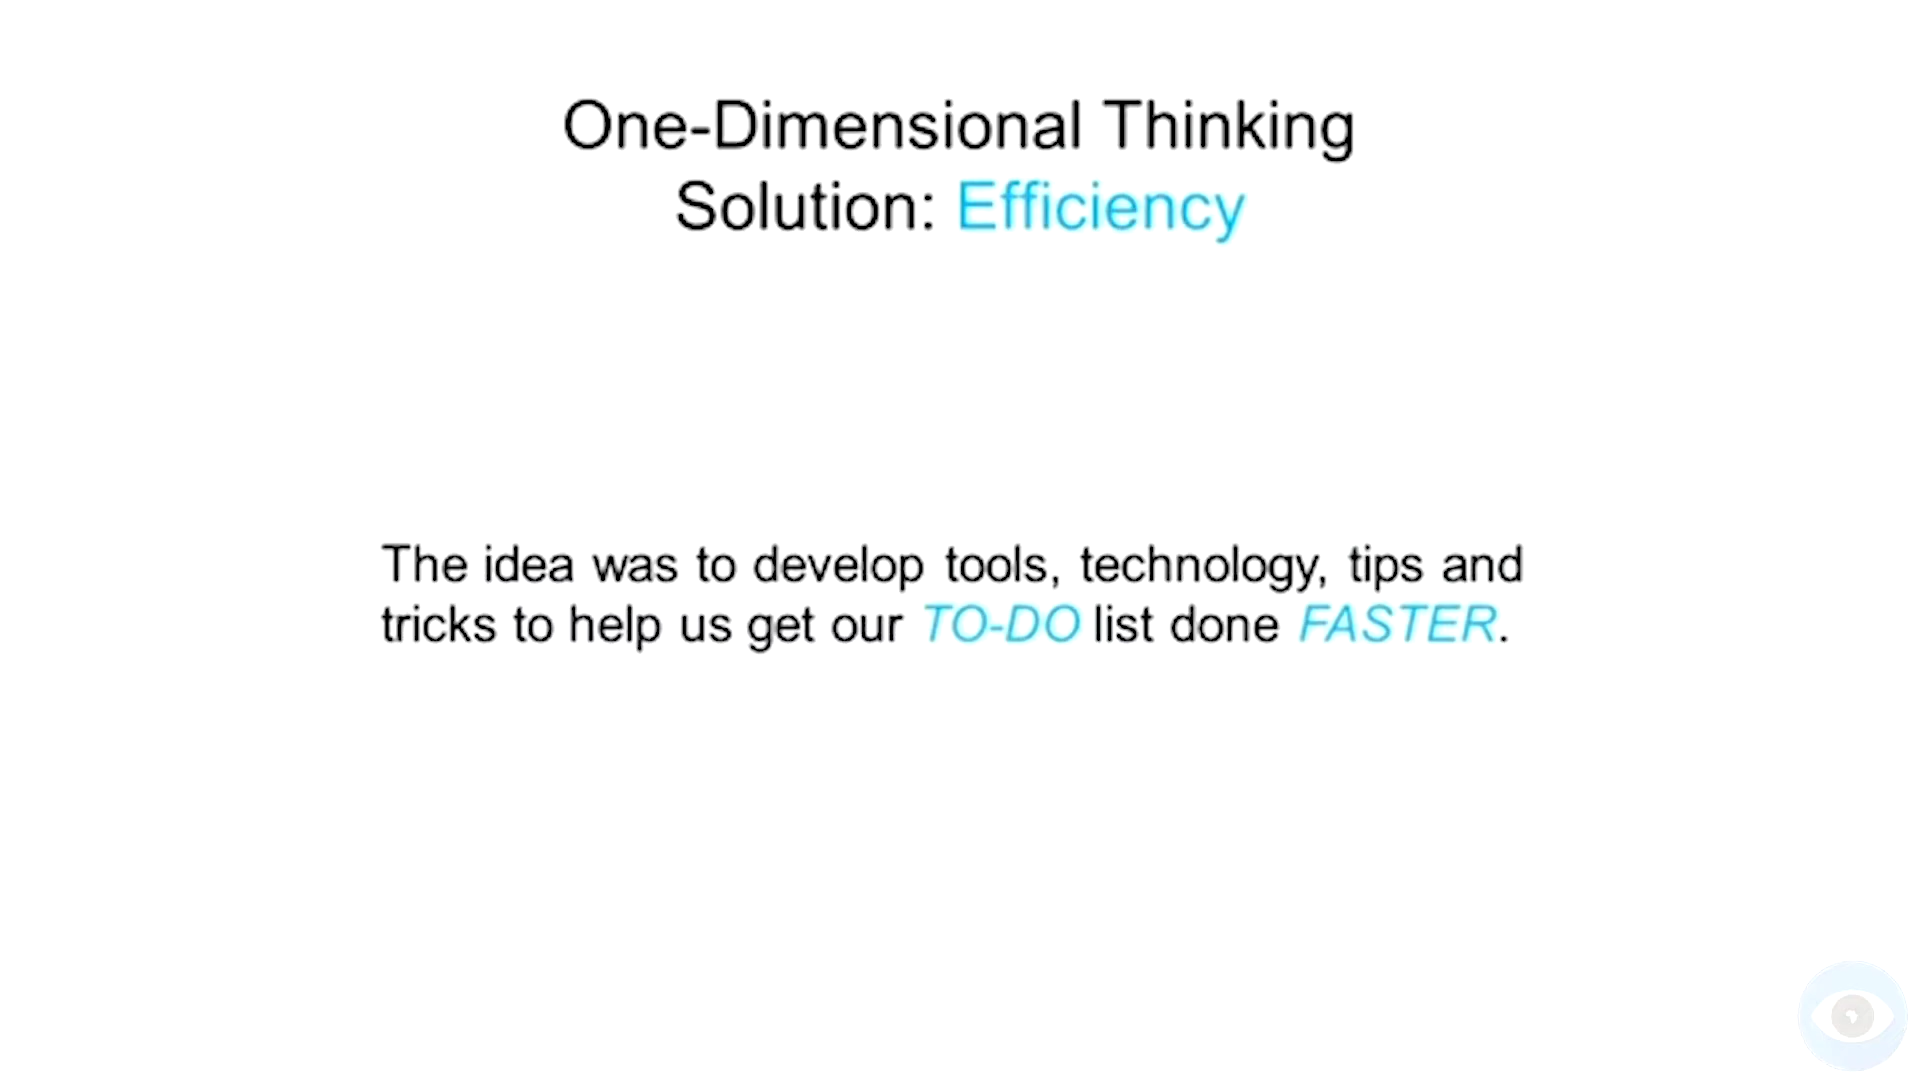 One-Dimensional Thinking
Solution: Efficiency
The idea was to develop tools, technology, tips and
tricks to help us get our TO-DO list done FASTER.